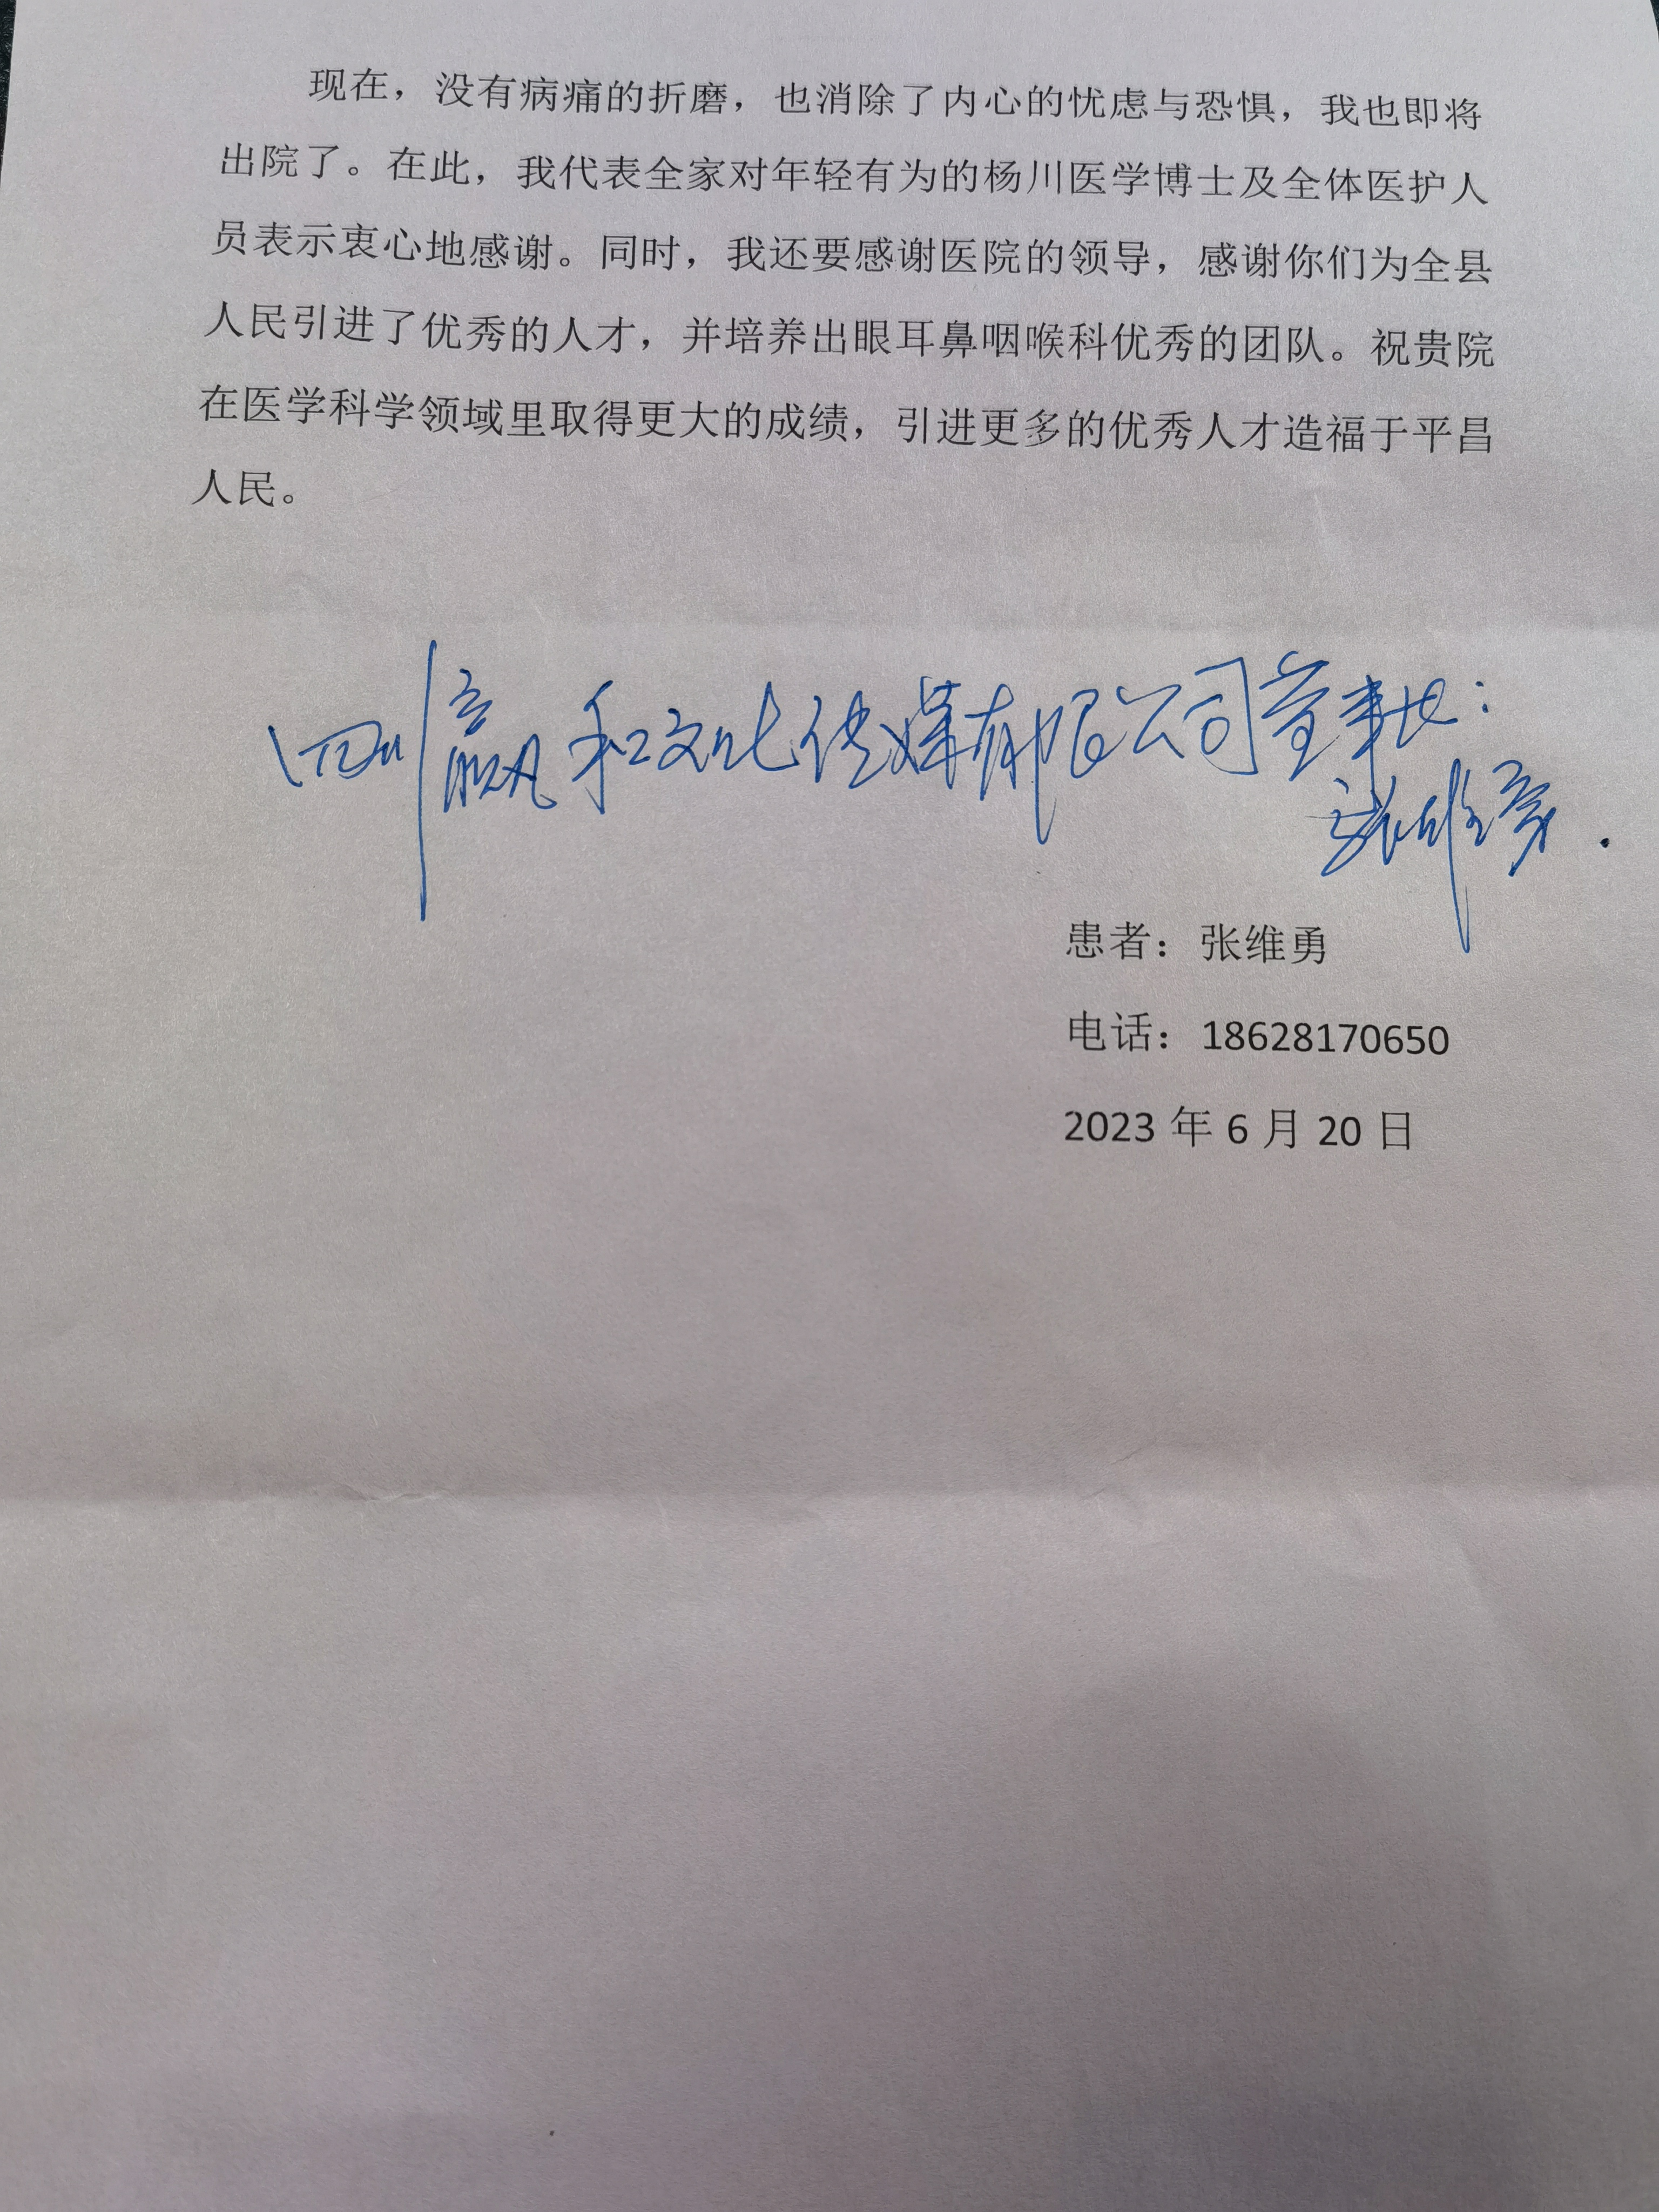 现在，没有病痛的折磨，也消除了内心的忧虑与恐惧，我也即将
出院了。在此，我代表全家对年轻有为的杨川医学博士及全体医护人
员表示衷心地感谢。同时，我还要感谢医院的领导，感谢你们为全县
人民引进了优秀的人才，并培养出眼耳鼻咽喉科优秀的团队。祝贵院
在医学科学领域里取得更大的成绩，引进更多的优秀人才造福于平昌
人民。
四川赢和文化传媒有限公司董事长：
张维勇
患者：张维勇
电话：18628170650
2023 年 6 月 20 日